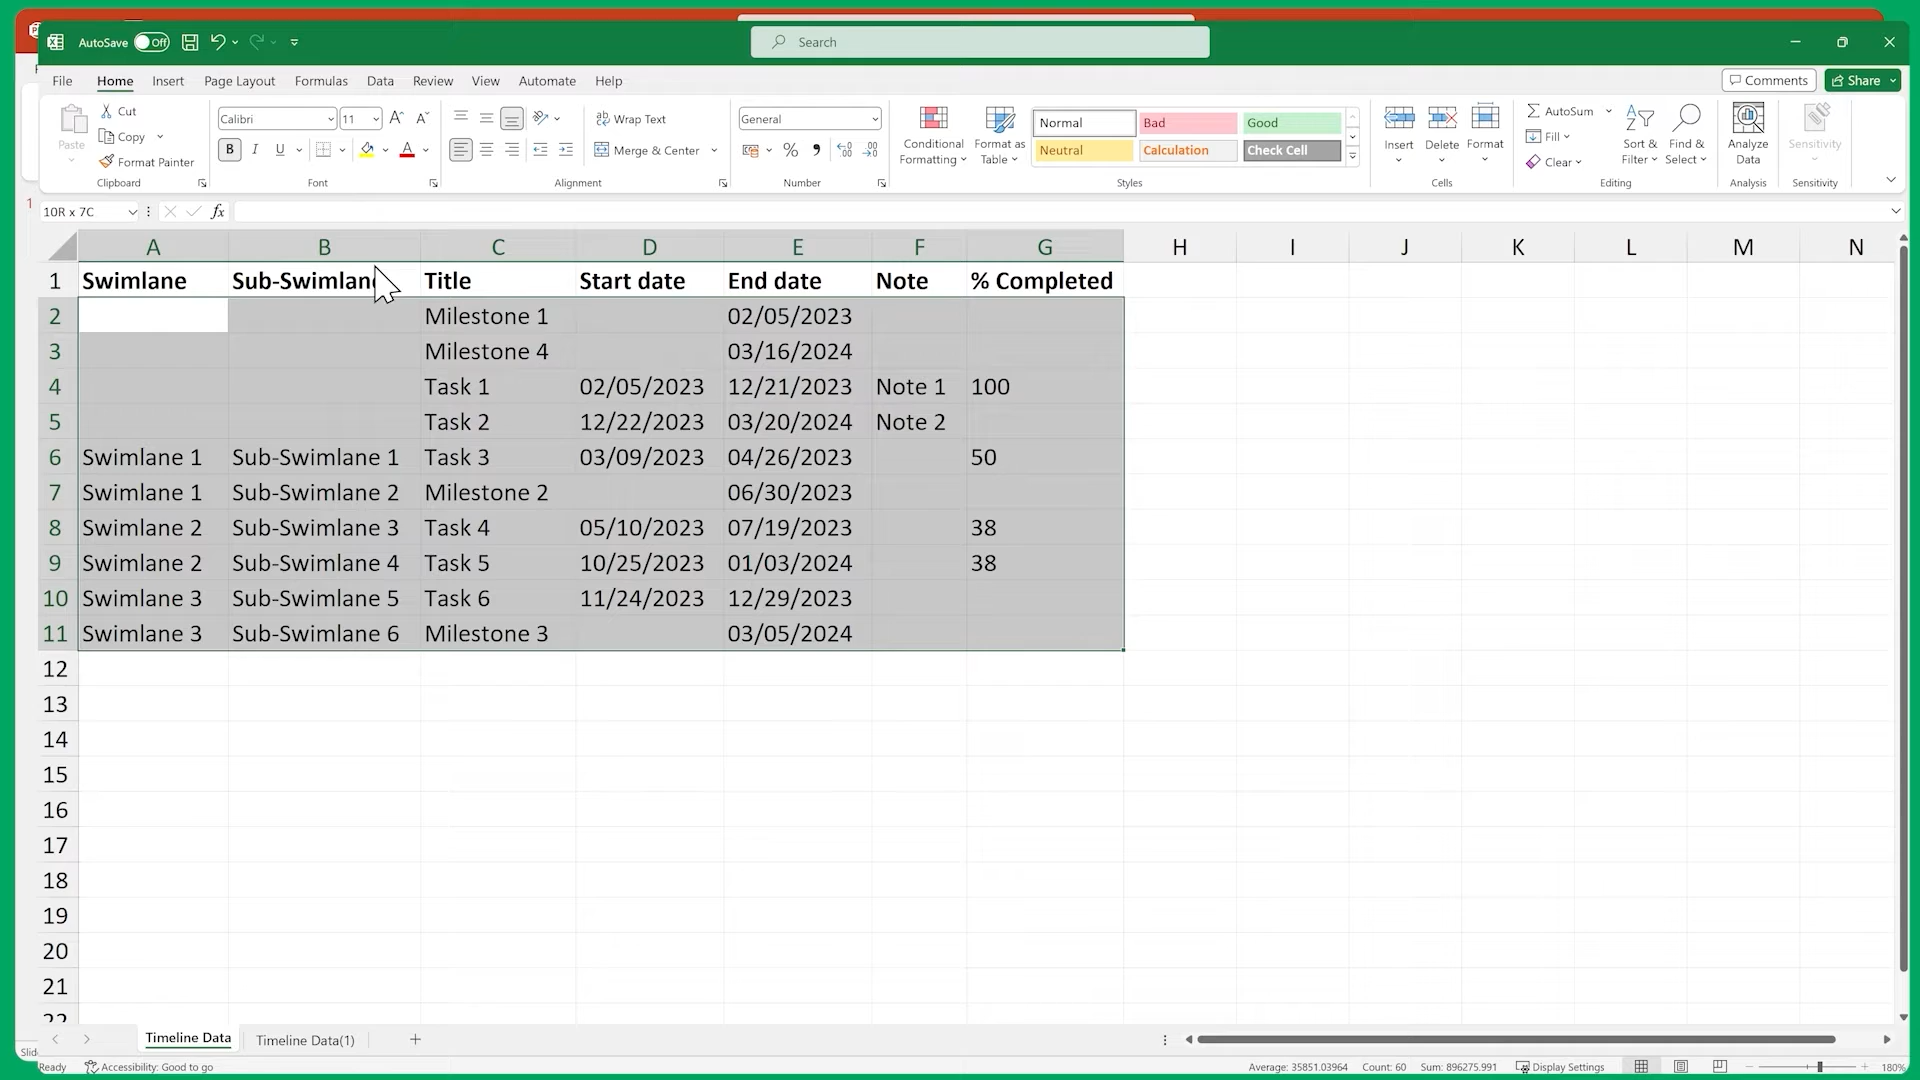 AutoSave Off Search
File Home Insert Page Layout Formulas Data Review View Automate Help Comments Share
Paste Cut Copy Format Painter Clipboard
Calibri 11 A A B I U A Font
ab Wrap Text Merge & Center Alignment
General % Number
Conditional Formatting Format as Table
Normal Bad Good
Neutral Calculation Check Cell
Styles
Insert Delete Format Cells
AutoSum Fill Clear Sort & Filter Find & Select Editing
Analyze Data Analysis
Sensitivity Sensitivity
1
10R x 7C fx
A B C D E F G H I J K L M N
1 Swimlane Title Start date End date Note % Completed
2 Milestone 1 02/05/2023
3 Milestone 4 03/16/2024
4 Task 1 02/05/2023 12/21/2023 Note 1 100
5 Task 2 12/22/2023 03/20/2024 Note 2
6 Swimlane 1 Sub-Swimlane 1 Task 3 03/09/2023 04/26/2023 50
7 Swimlane 1 Sub-Swimlane 2 Milestone 2 06/30/2023
8 Swimlane 2 Sub-Swimlane 3 Task 4 05/10/2023 07/19/2023 38
9 Swimlane 2 Sub-Swimlane 4 Task 5 10/25/2023 01/03/2024 38
10 Swimlane 3 Sub-Swimlane 5 Task 6 11/24/2023 12/29/2023
11 Swimlane 3 Sub-Swimlane 6 Milestone 3 03/05/2024
12
13
14
15
16
17
18
19
20
21
22
Timeline Data Timeline Data(1)
Ready Accessibility: Good to go Average: 35851.03964 Count: 60 Sum: 896275.991 Display Settings 180%